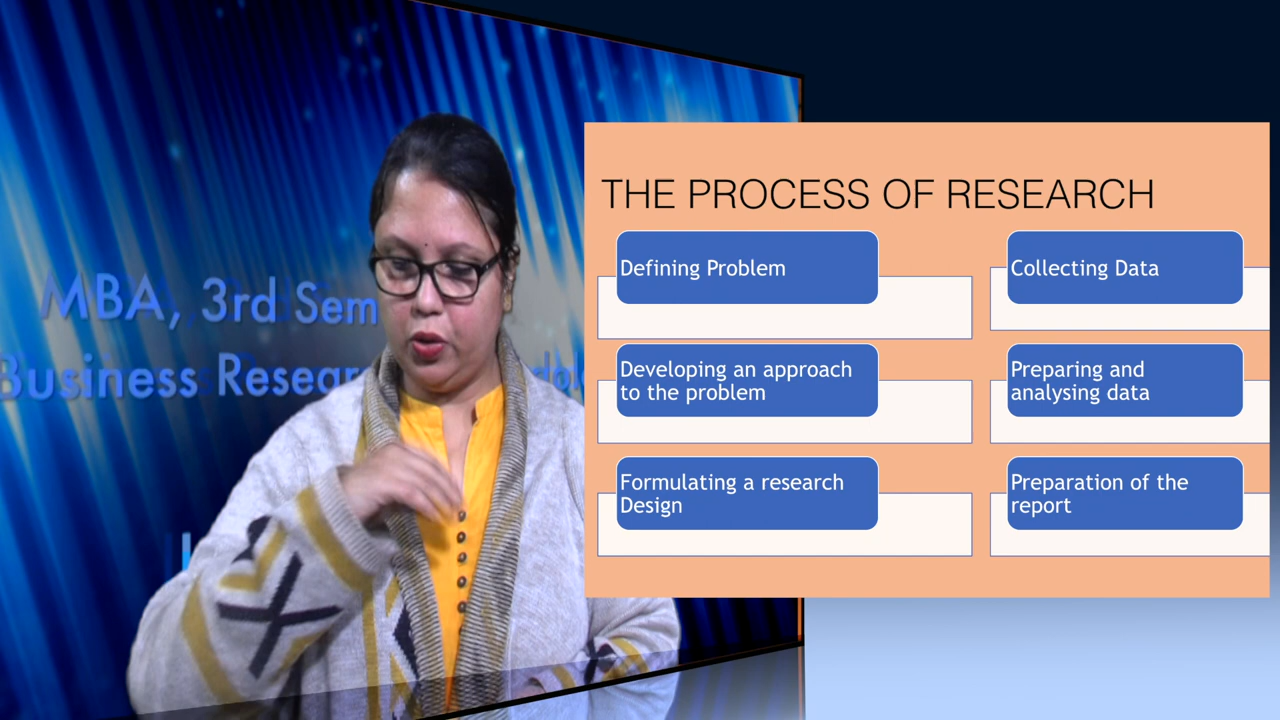 MBA, 3rd Sem
Business
THE PROCESS OF RESEARCH
Defining Problem
Developing an approach
to the problem
Formulating a research
Design
Collecting Data
Preparing and
analysing data
Preparation of the
report